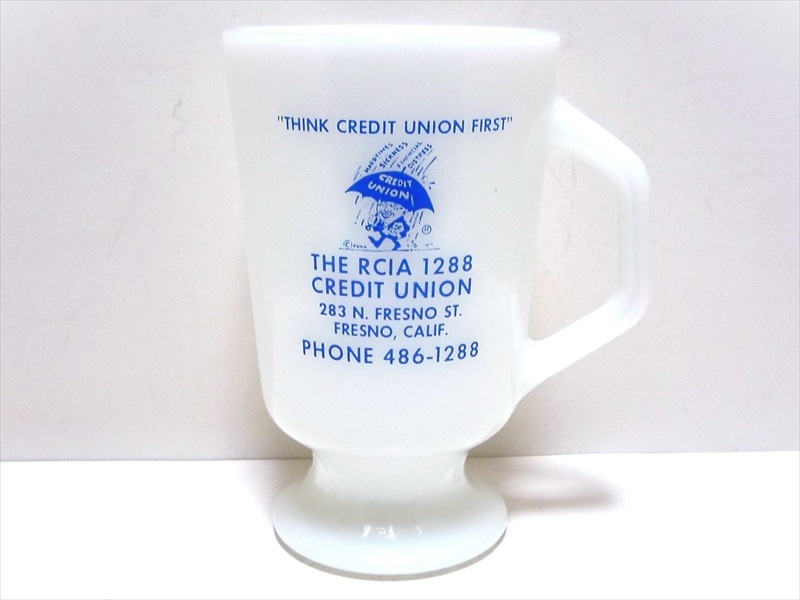 "THINK CREDIT UNION FIRST"
HARD TIMES
SICKNESS
FINANCIAL
DISTRESS
CREDIT
UNION
THE RCIA 1288
CREDIT UNION
283 N. FRESNO ST.
FRESNO, CALIF.
PHONE 486-1288